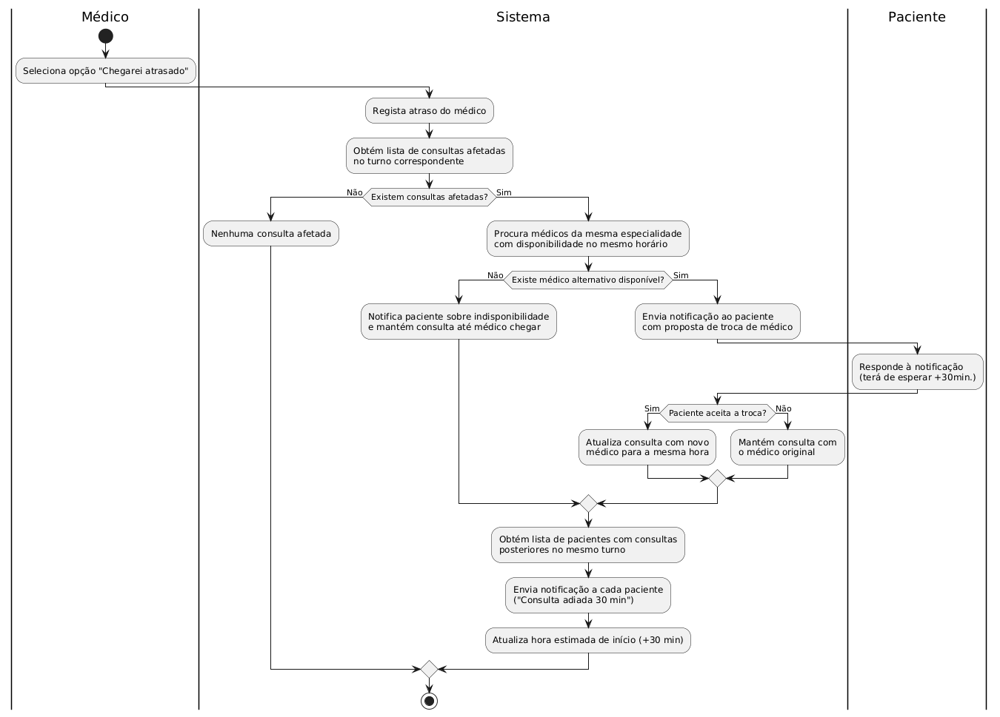 Médico
Sistema
Paciente
Seleciona opção "Chegarei atrasado"
Regista atraso do médico
Obtém lista de consultas afetadas
no turno correspondente
Não
Existem consultas afetadas?
Sim
Nenhuma consulta afetada
Procura médicos da mesma especialidade
com disponibilidade no mesmo horário
Não
Existe médico alternativo disponível?
Sim
Notifica paciente sobre indisponibilidade
e mantém consulta até médico chegar
Envia notificação ao paciente
com proposta de troca de médico
Responde à notificação
(terá de esperar +30min.)
Sim
Paciente aceita a troca?
Não
Atualiza consulta com novo
médico para a mesma hora
Mantém consulta com
o médico original
Obtém lista de pacientes com consultas
posteriores no mesmo turno
Envia notificação a cada paciente
("Consulta adiada 30 min")
Atualiza hora estimada de início (+30 min)